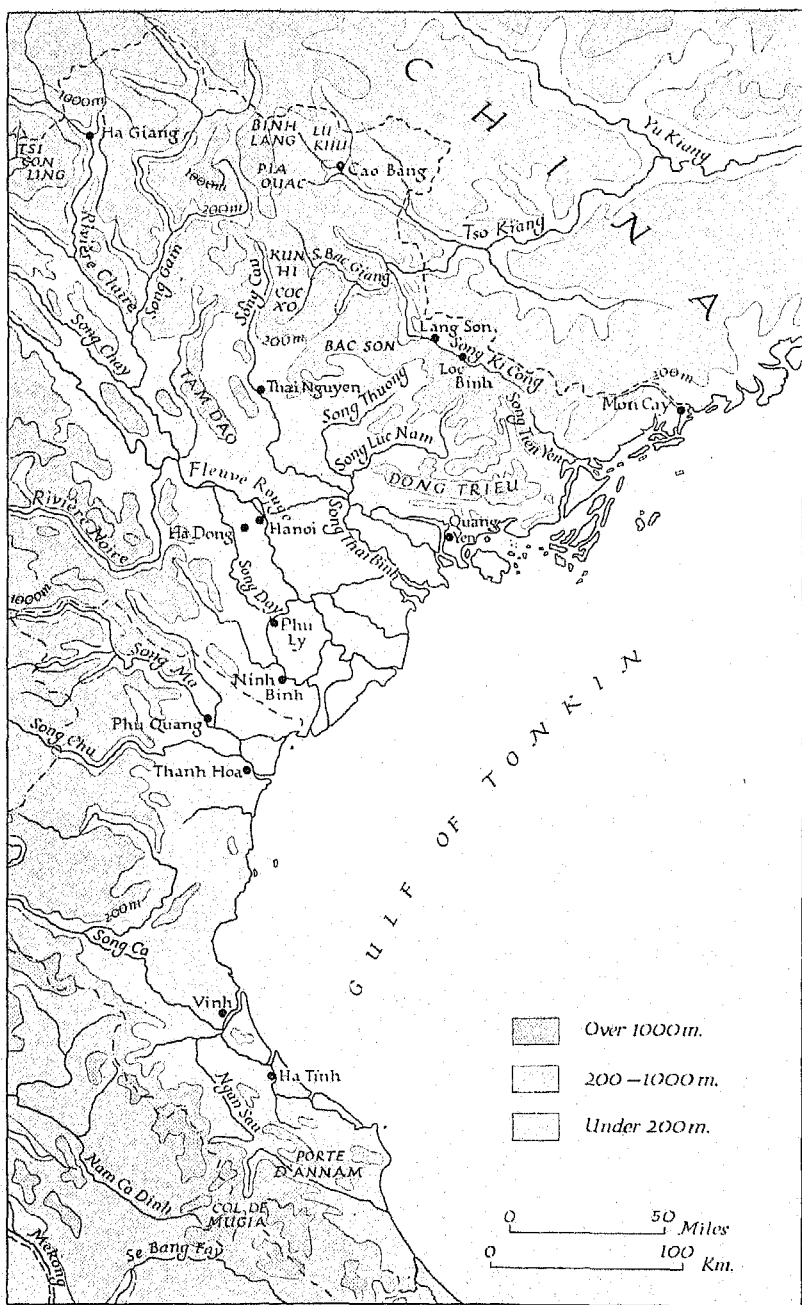 CHINA
1000m
Ha Giang
BINH
LANG
LU
KHU
TSI
CON
LING
PIA
OUAC
Cao Bang
Yu Kiang
1000m
200m
Tso Kiang
Rivière Claire
Song Gam
KUN
HI
S. Bac Giang
COC
XO
Song Cau
Song Chay
200m
BAC SON
Lang Son
Song Ki Cong
Loc
Binh
200m
TAM DAO
Thai Nguyen
Song Thuong
Mon Cay
Song Tien Yen
Song Luc Nam
Fleuve Rouge
DONG TRIEU
Rivière Noire
Ha Dong
Hanoi
Song Thai Binh
Quang
Yen
Song Day
1000m
Phu
Ly
Song Ma
Ninh
Binh
Phu Quang
Song Chu
Thanh Hoa
GULF OF TONKIN
200m
Song Ca
Vinh
Ha Tinh
Ngan Sau
Over 1000 m.
200 – 1000 m.
Under 200 m.
PORTE
D'ANNAM
Nam Ca Dinh
COL DE
MUGIA
Mekong
Se Bang Fay
0 50 Miles
0 100 Km.